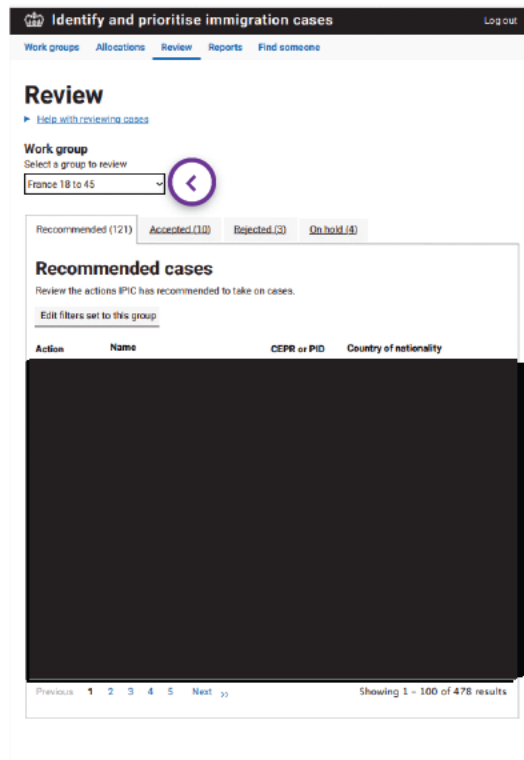 Identify and prioritise immigration cases Log out
Work groups Allocations Review Reports Find someone
Review
Help with reviewing cases
Work group
Select a group to review
France 18 to 45
Recommended (121) Accepted (10) Rejected (3) On hold (4)
Recommended cases
Review the actions IPIC has recommended to take on cases.
Edit filters set to this group
Action Name CEPR or PID Country of nationality
Previous 1 2 3 4 5 Next >> Showing 1 - 100 of 478 results